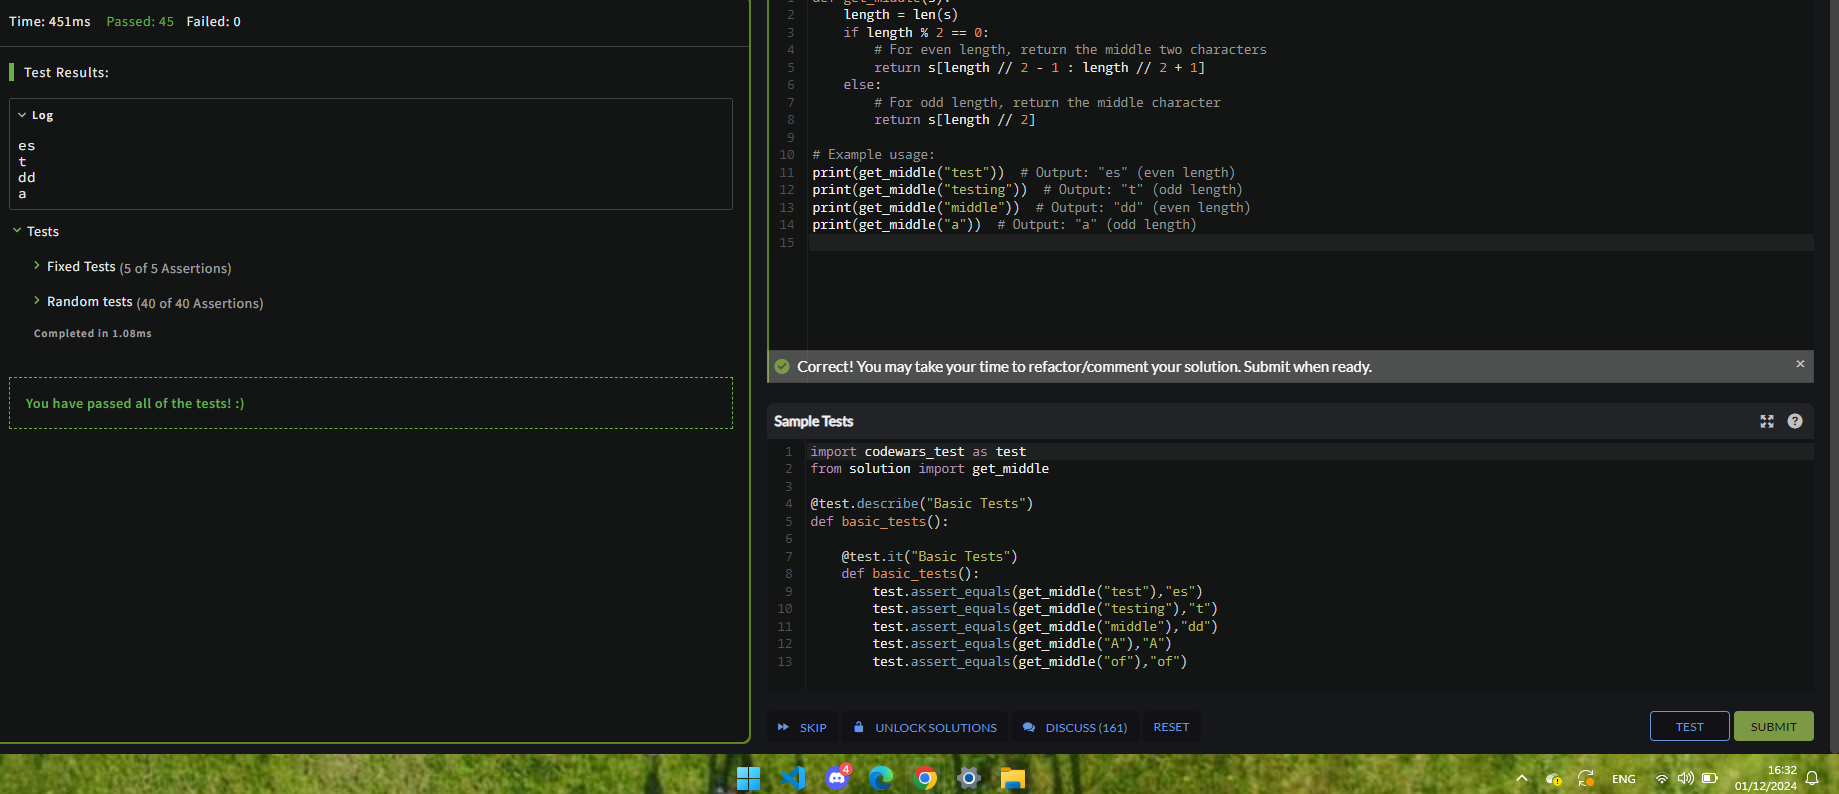 Time: 451ms Passed: 45 Failed: 0
Test Results:
Log
es
t
dd
a
Tests
Fixed Tests (5 of 5 Assertions)
Random tests (40 of 40 Assertions)
Completed in 1.08ms
You have passed all of the tests! :)
2 length = len(s)
3 if length % 2 == 0:
4 # For even length, return the middle two characters
5 return s[length // 2 - 1 : length // 2 + 1]
6 else:
7 # For odd length, return the middle character
8 return s[length // 2]
9
10 # Example usage:
11 print(get_middle("test")) # Output: "es" (even length)
12 print(get_middle("testing")) # Output: "t" (odd length)
13 print(get_middle("middle")) # Output: "dd" (even length)
14 print(get_middle("a")) # Output: "a" (odd length)
15
Correct! You may take your time to refactor/comment your solution. Submit when ready. ×
Sample Tests ?
1 import codewars_test as test
2 from solution import get_middle
3
4 @test.describe("Basic Tests")
5 def basic_tests():
6
7 @test.it("Basic Tests")
8 def basic_tests():
9 test.assert_equals(get_middle("test"),"es")
10 test.assert_equals(get_middle("testing"),"t")
11 test.assert_equals(get_middle("middle"),"dd")
12 test.assert_equals(get_middle("A"),"A")
13 test.assert_equals(get_middle("of"),"of")
SKIP UNLOCK SOLUTIONS DISCUSS (161) RESET TEST SUBMIT
4
ENG
16:32
01/12/2024